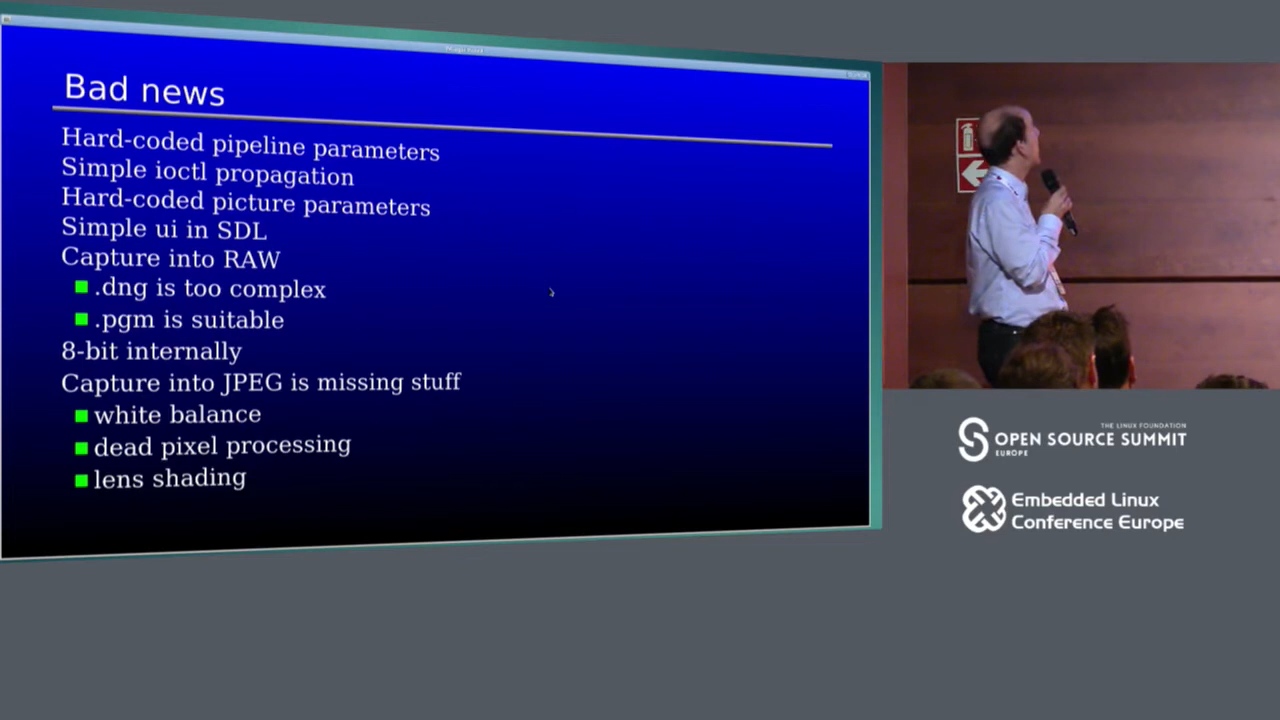 Bad news
Hard-coded pipeline parameters
Simple ioctl propagation
Hard-coded picture parameters
Simple ui in SDL
Capture into RAW
.dng is too complex
.pgm is suitable
8-bit internally
Capture into JPEG is missing stuff
white balance
dead pixel processing
lens shading
THE LINUX FOUNDATION
OPEN SOURCE SUMMIT
EUROPE
Embedded Linux
Conference Europe